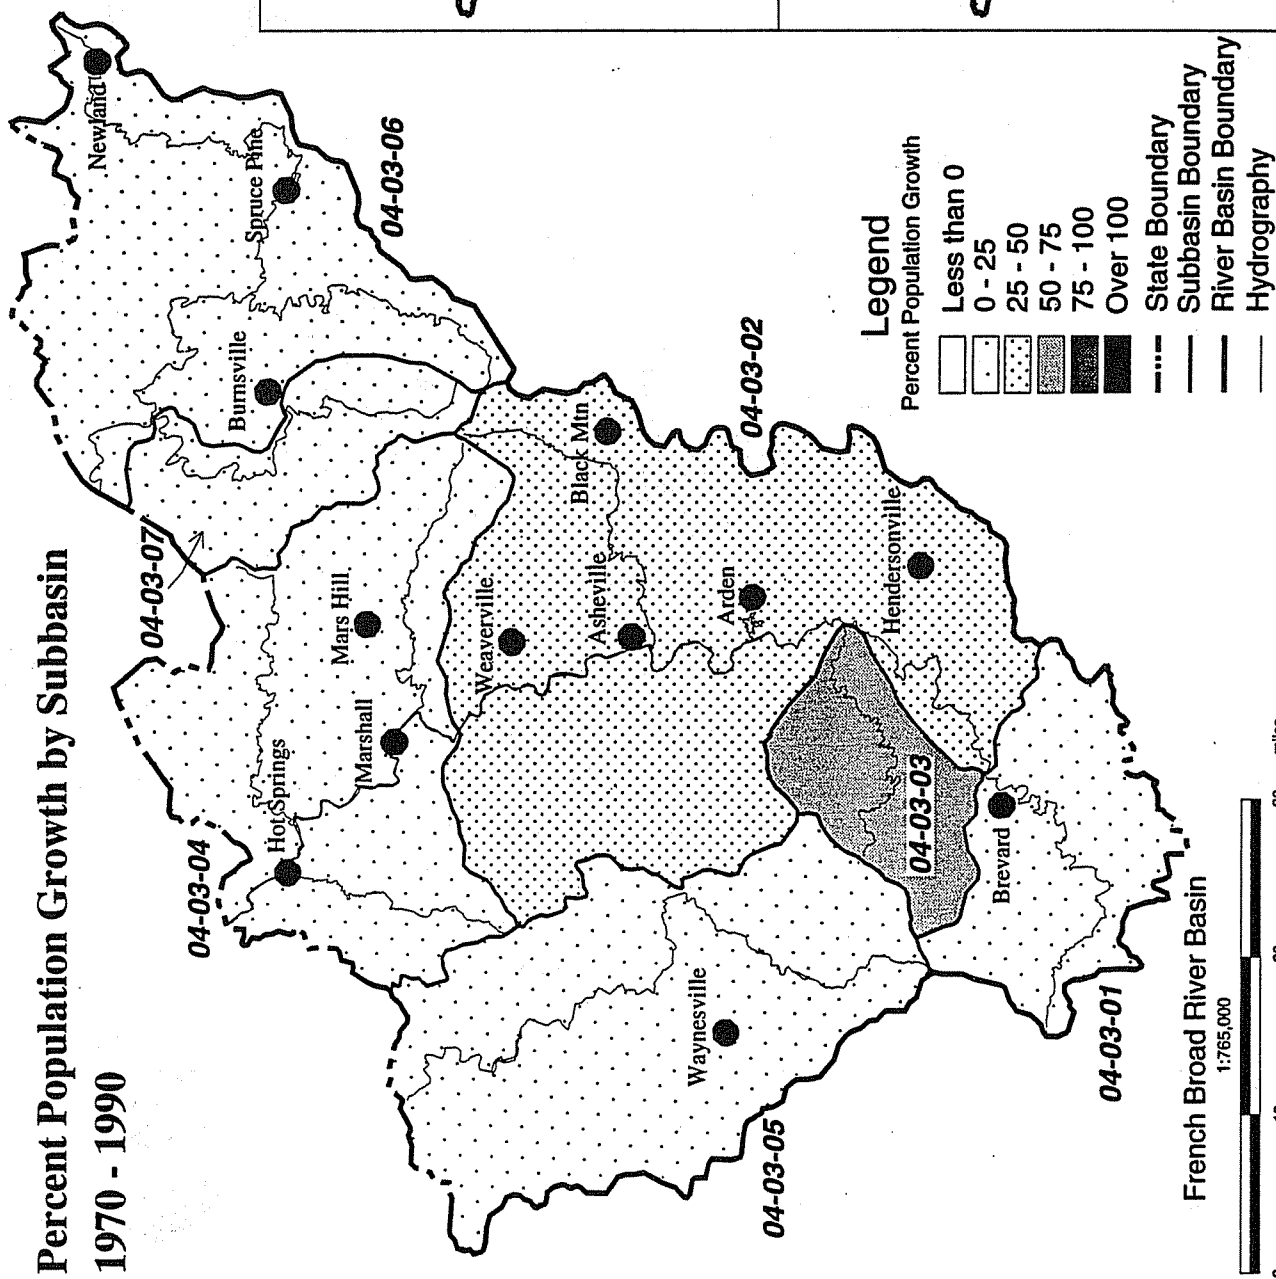 Percent Population Growth by Subbasin
1970 - 1990
04-03-07
04-03-04
04-03-06
04-03-02
04-03-03
04-03-05
04-03-01
Newland
Spruce Pine
Burnsville
Mars Hill
Marshall
Hot Springs
Weaverville
Black Mtn
Asheville
Arden
Hendersonville
Waynesville
Brevard
Legend
Percent Population Growth
Less than 0
0 - 25
25 - 50
50 - 75
75 - 100
Over 100
State Boundary
Subbasin Boundary
River Basin Boundary
Hydrography
French Broad River Basin
1:765,000